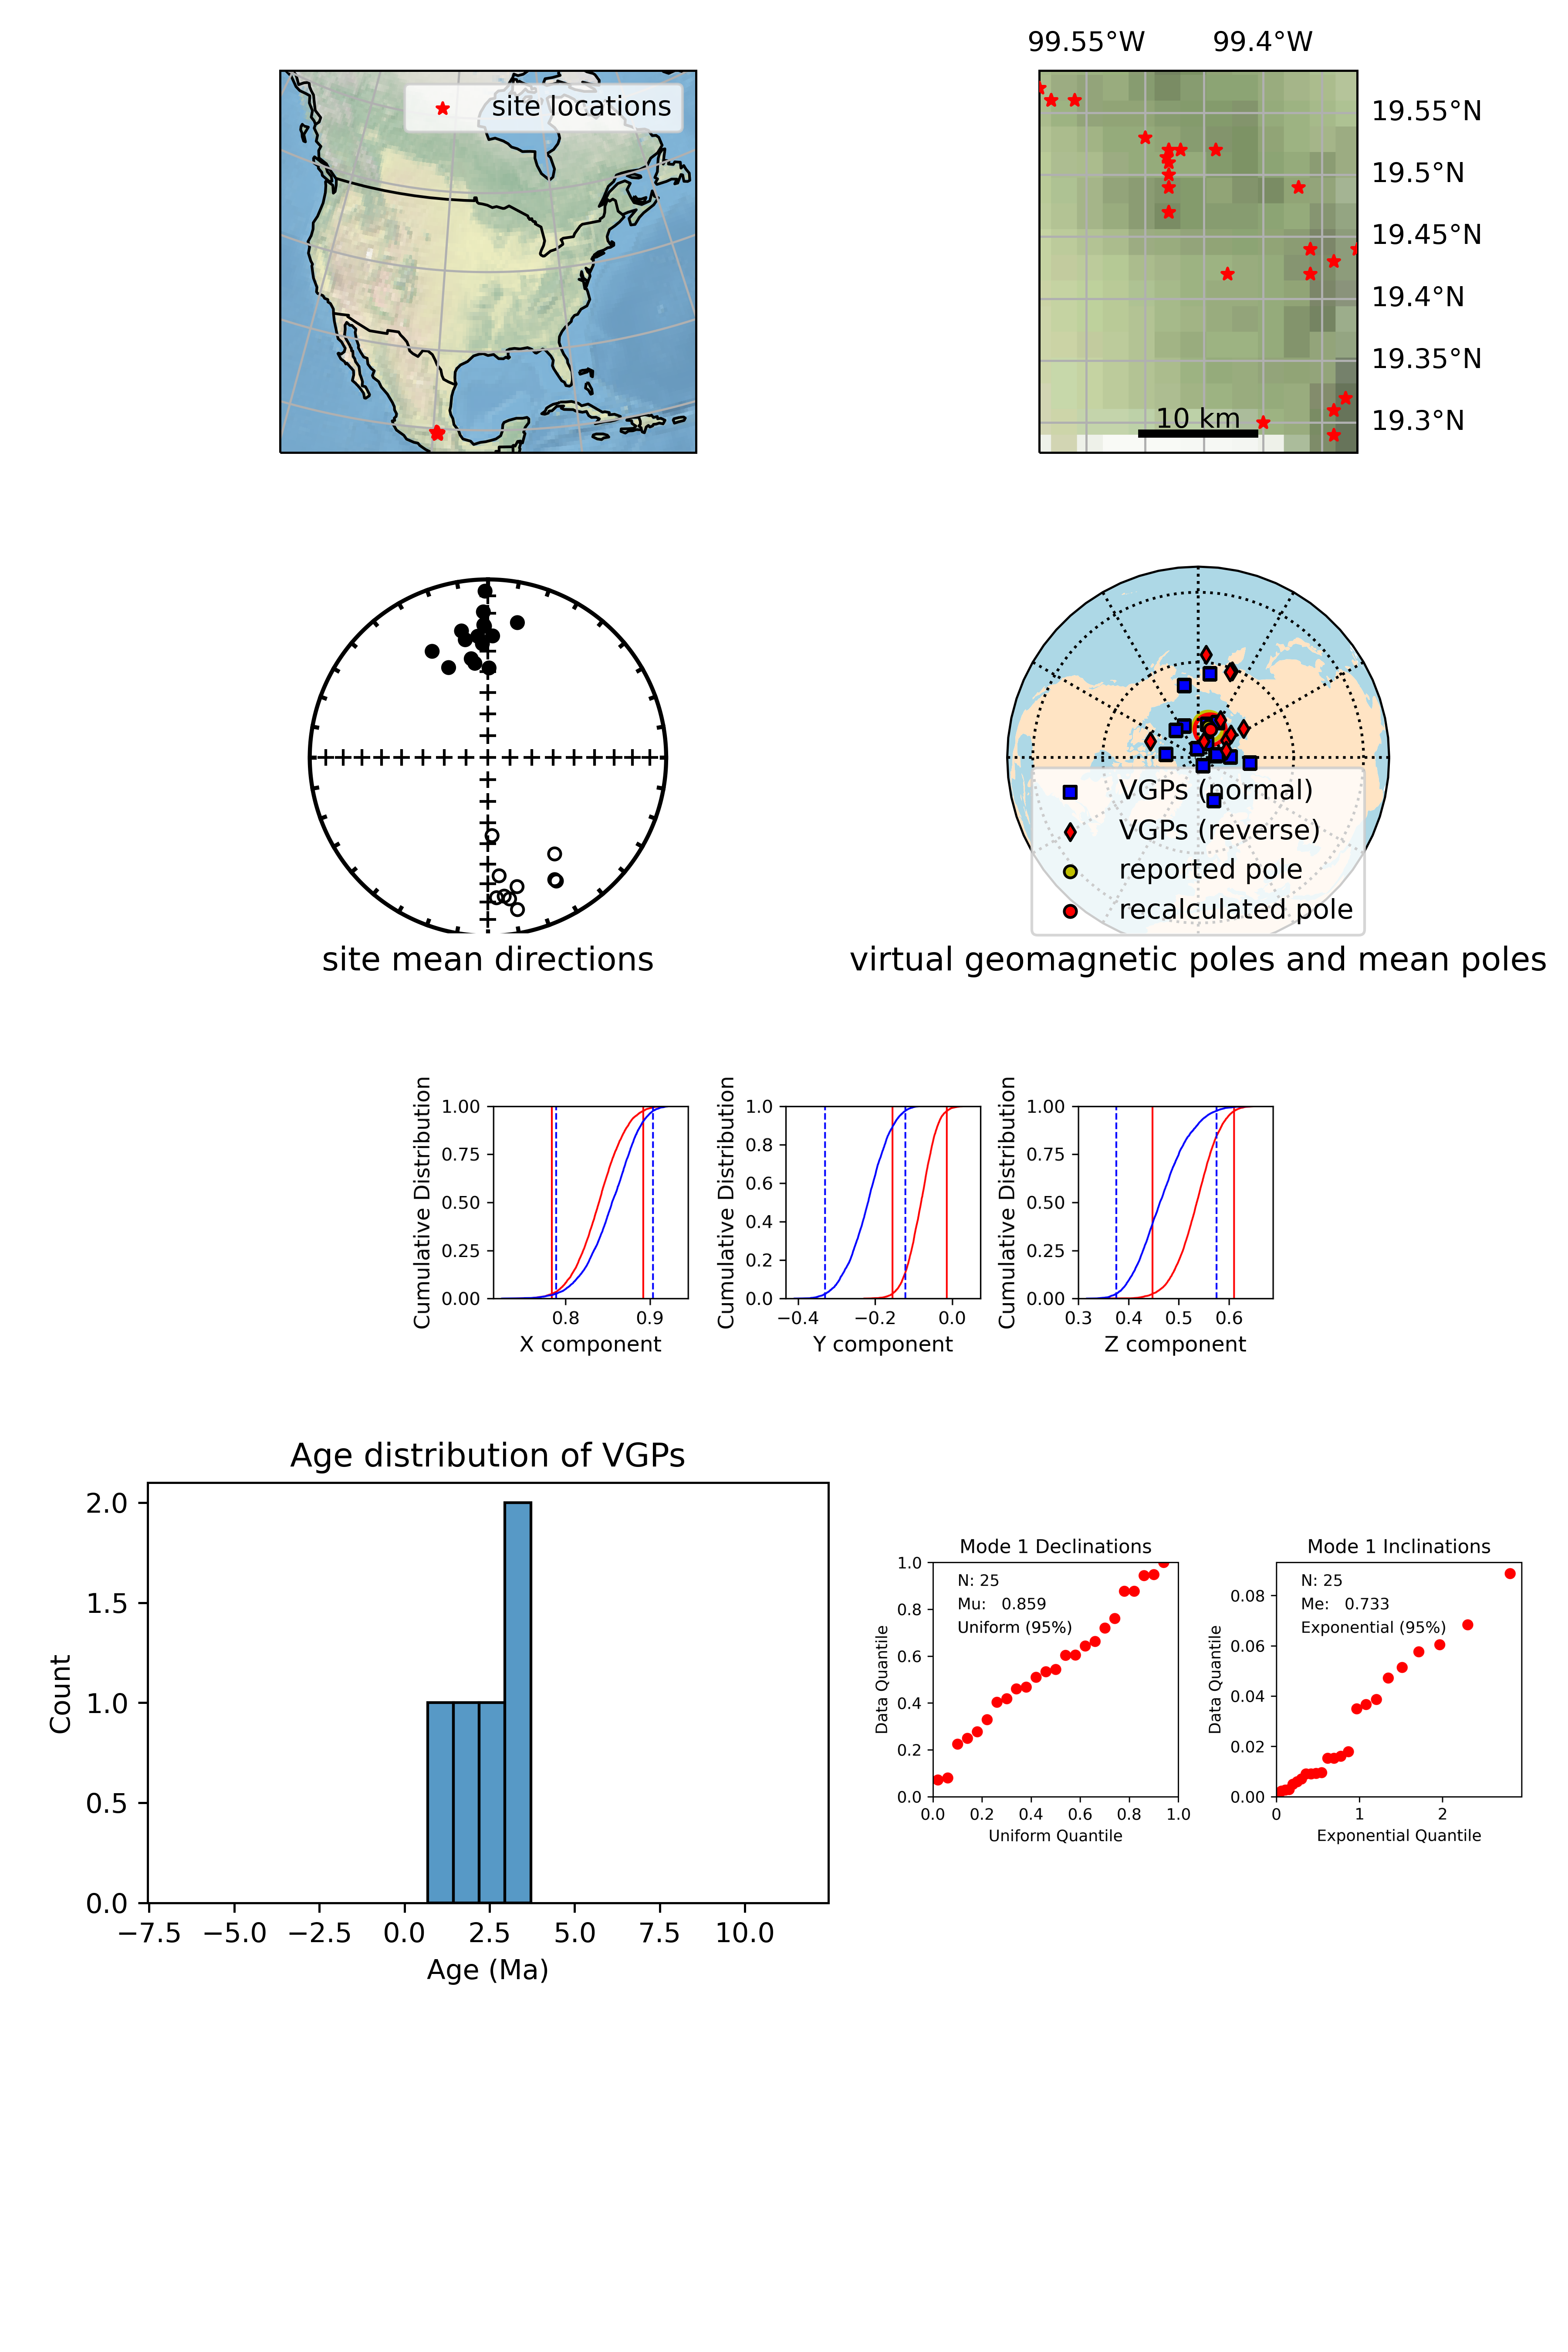 99.55°W 99.4°W
site locations
19.55°N
19.5°N
19.45°N
19.4°N
19.35°N
19.3°N
10 km
VGPs (normal)
VGPs (reverse)
reported pole
recalculated pole
site mean directions
virtual geomagnetic poles and mean poles
Cumulative Distribution
1.00
0.75
0.50
0.25
0.00
0.8 0.9
X component
Cumulative Distribution
1.0
0.8
0.6
0.4
0.2
0.0
−0.4 −0.2 0.0
Y component
Cumulative Distribution
1.00
0.75
0.50
0.25
0.00
0.3 0.4 0.5 0.6
Z component
Age distribution of VGPs
Count
2.0
1.5
1.0
0.5
0.0
−7.5 −5.0 −2.5 0.0 2.5 5.0 7.5 10.0
Age (Ma)
Mode 1 Declinations
N: 25
Mu: 0.859
Uniform (95%)
Data Quantile
1.0
0.8
0.6
0.4
0.2
0.0
0.0 0.2 0.4 0.6 0.8 1.0
Uniform Quantile
Mode 1 Inclinations
N: 25
Me: 0.733
Exponential (95%)
Data Quantile
0.08
0.06
0.04
0.02
0.00
0 1 2
Exponential Quantile